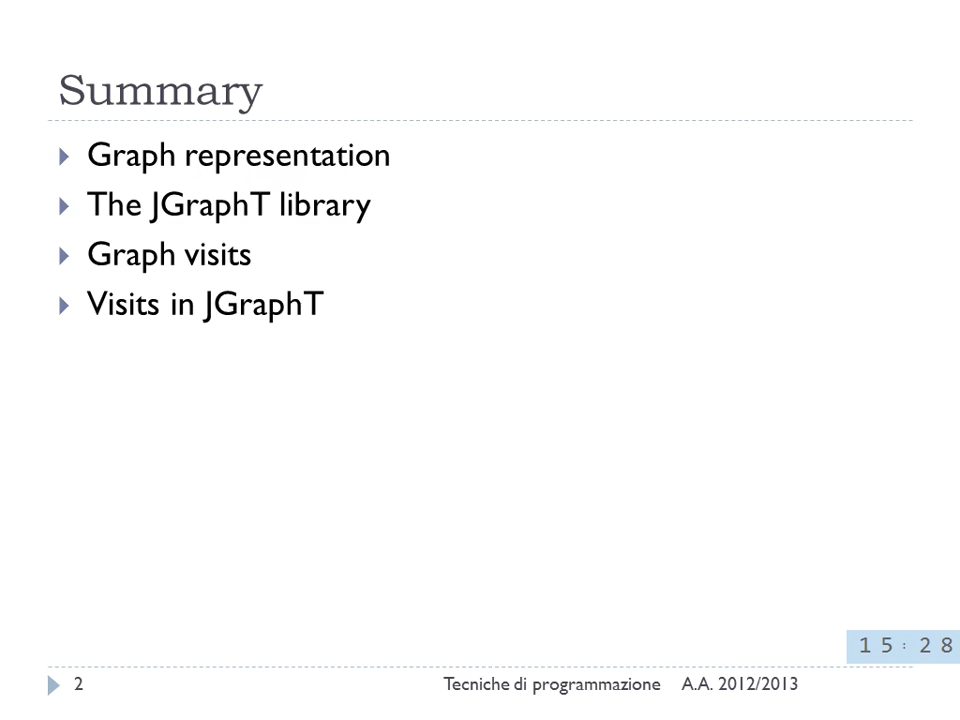 Summary
Graph representation
The JGraphT library
Graph visits
Visits in JGraphT
15:28
2 Tecniche di programmazione A.A. 2012/2013